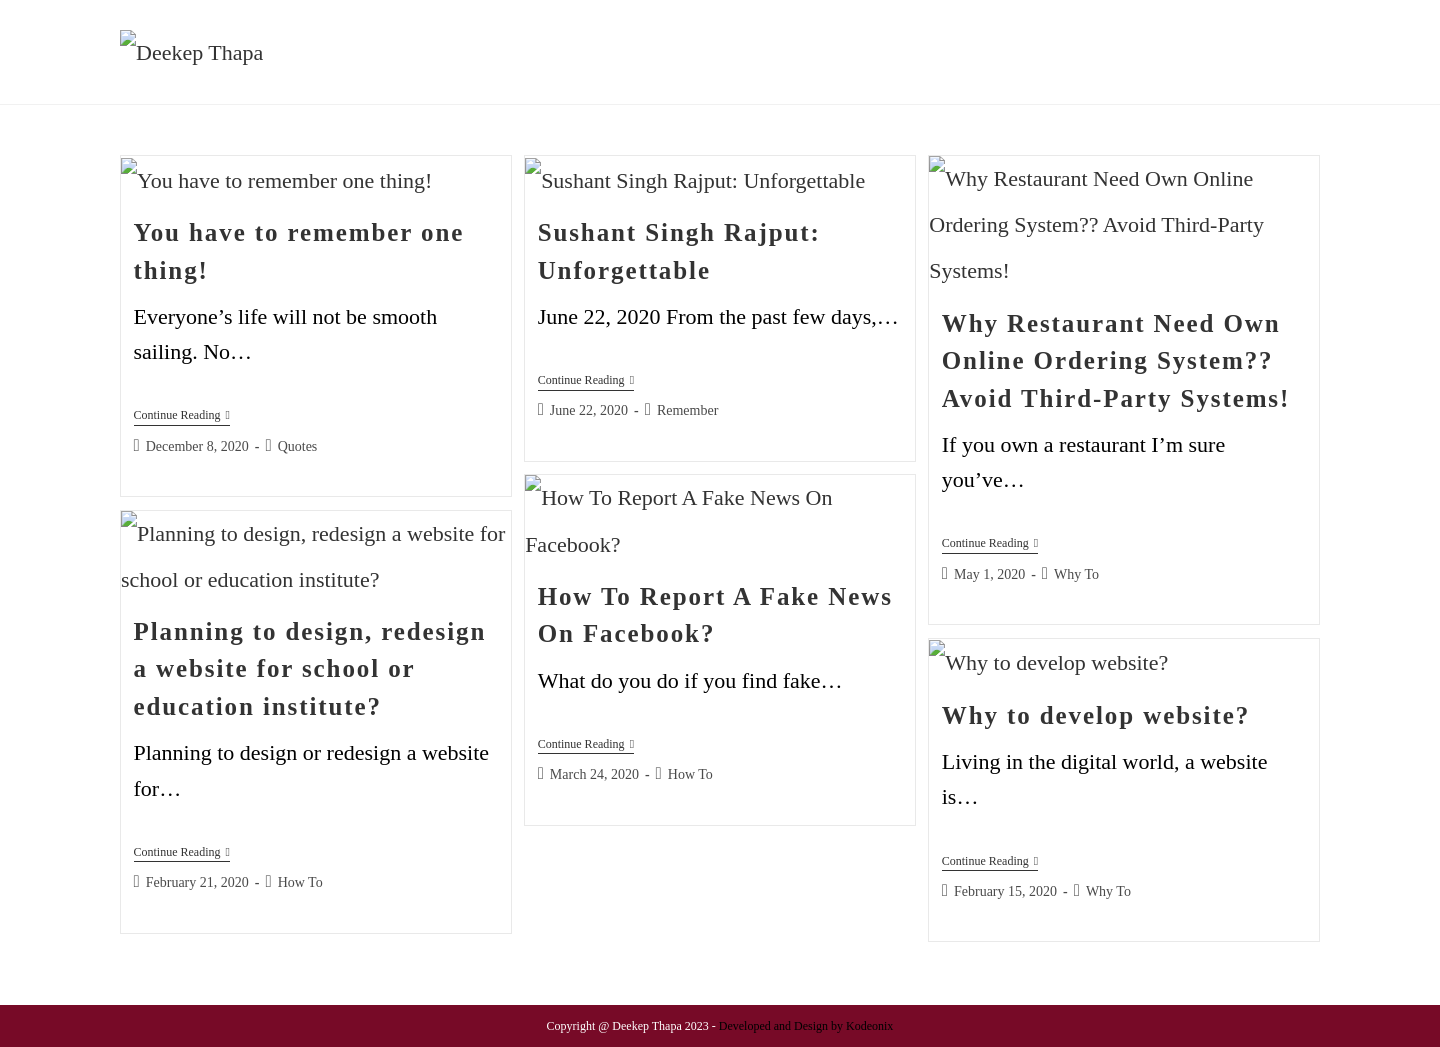 Deekep Thapa
You have to remember one thing!
You have to remember one
thing!
Everyone’s life will not be smooth
sailing. No…
Continue Reading
December 8, 2020 - Quotes
Sushant Singh Rajput: Unforgettable
Sushant Singh Rajput:
Unforgettable
June 22, 2020 From the past few days,…
Continue Reading
June 22, 2020 - Remember
Why Restaurant Need Own Online
Ordering System?? Avoid Third-Party
Systems!
Why Restaurant Need Own
Online Ordering System??
Avoid Third-Party Systems!
If you own a restaurant I’m sure
you’ve…
Continue Reading
May 1, 2020 - Why To
Planning to design, redesign a website for
school or education institute?
Planning to design, redesign
a website for school or
education institute?
Planning to design or redesign a website
for…
Continue Reading
February 21, 2020 - How To
How To Report A Fake News On
Facebook?
How To Report A Fake News
On Facebook?
What do you do if you find fake…
Continue Reading
March 24, 2020 - How To
Why to develop website?
Why to develop website?
Living in the digital world, a website
is…
Continue Reading
February 15, 2020 - Why To
Copyright @ Deekep Thapa 2023 - Developed and Design by Kodeonix